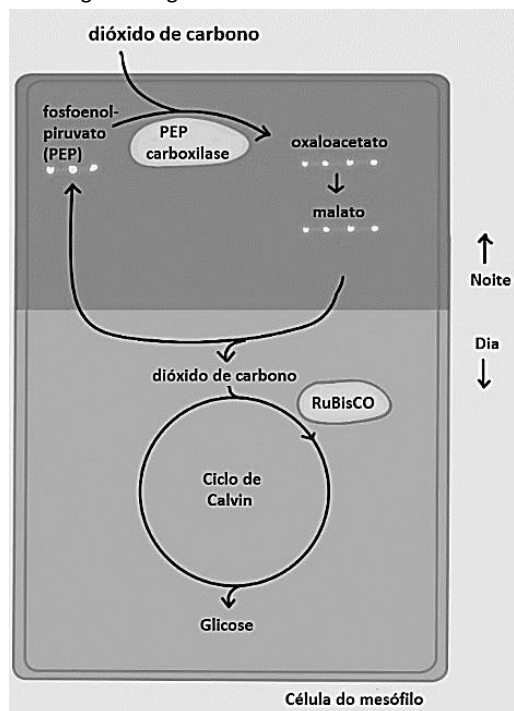 dióxido de carbono
fosfoenol-
piruvato
(PEP)
PEP
carboxilase
oxaloacetato
malato
Noite
Dia
dióxido de carbono
RuBisCO
Ciclo de
Calvin
Glicose
Célula do mesófilo